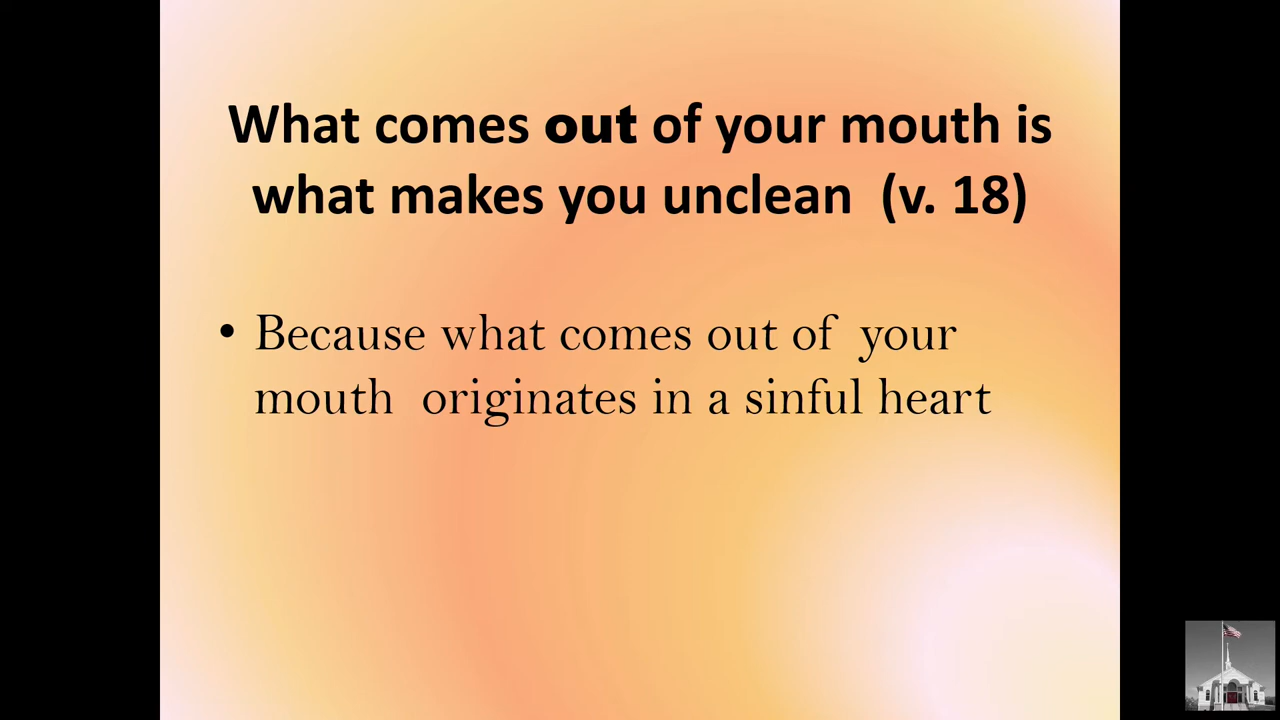 What comes out of your mouth is
what makes you unclean (v. 18)
• Because what comes out of your
mouth originates in a sinful heart